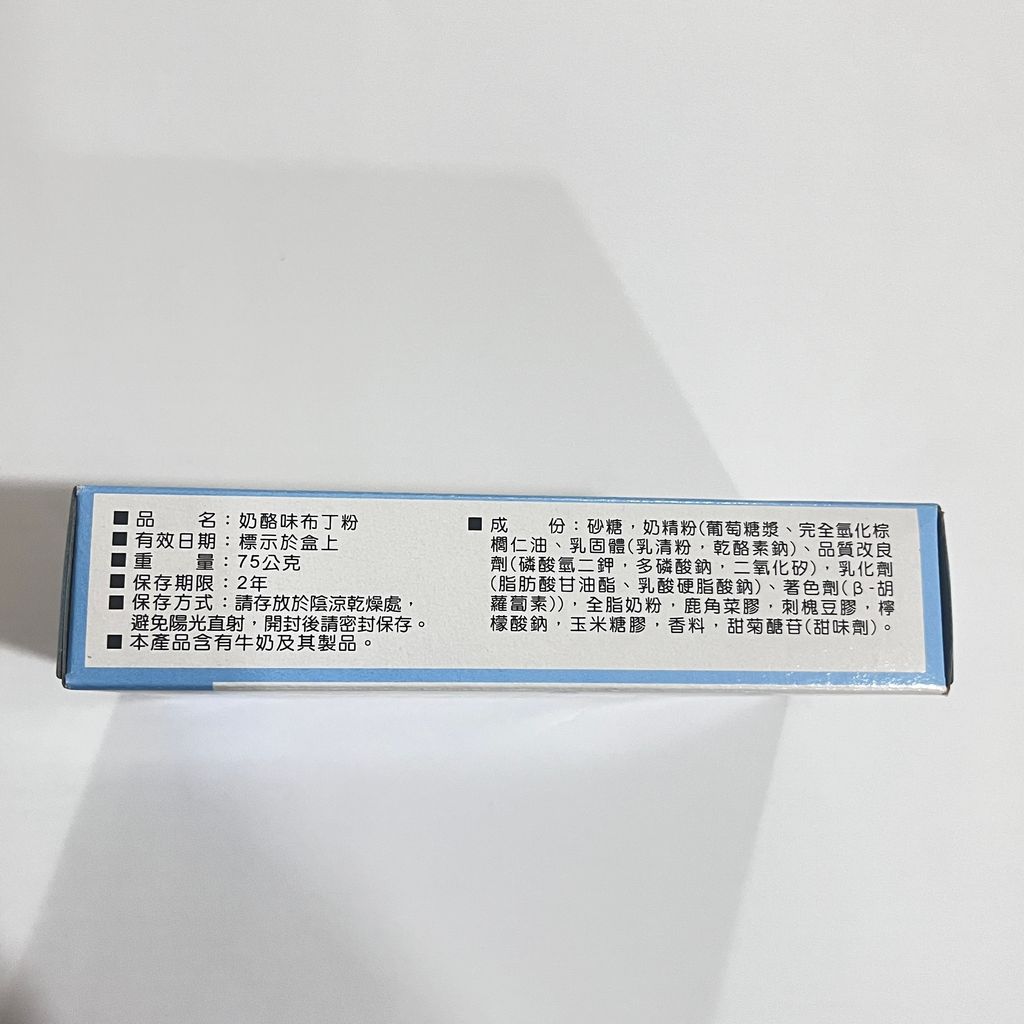 ■品　　名：奶酪味布丁粉
■有效日期：標示於盒上
■重　　量：75公克
■保存期限：2年
■保存方式：請存放於陰涼乾燥處，
避免陽光直射，開封後請密封保存。
■本產品含有牛奶及其製品。
■成　　份：砂糖，奶精粉(葡萄糖漿、完全氫化棕
櫚仁油、乳固體(乳清粉，乾酪素鈉)、品質改良
劑(磷酸氫二鉀，多磷酸鈉，二氧化矽)，乳化劑
(脂肪酸甘油酯、乳酸硬脂酸鈉)、著色劑(β-胡
蘿蔔素))，全脂奶粉，鹿角菜膠，刺槐豆膠，檸
檬酸鈉，玉米糖膠，香料，甜菊醣苷(甜味劑)。